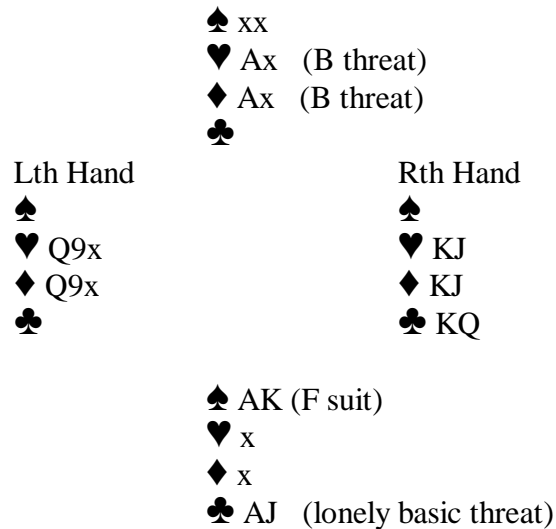 ♠ xx
♥ Ax (B threat)
♦ Ax (B threat)
♣
Lth Hand Rth Hand
♠ ♠
♥ Q9x ♥ KJ
♦ Q9x ♦ KJ
♣ ♣ KQ
♠ AK (F suit)
♥ x
♦ x
♣ AJ (lonely basic threat)